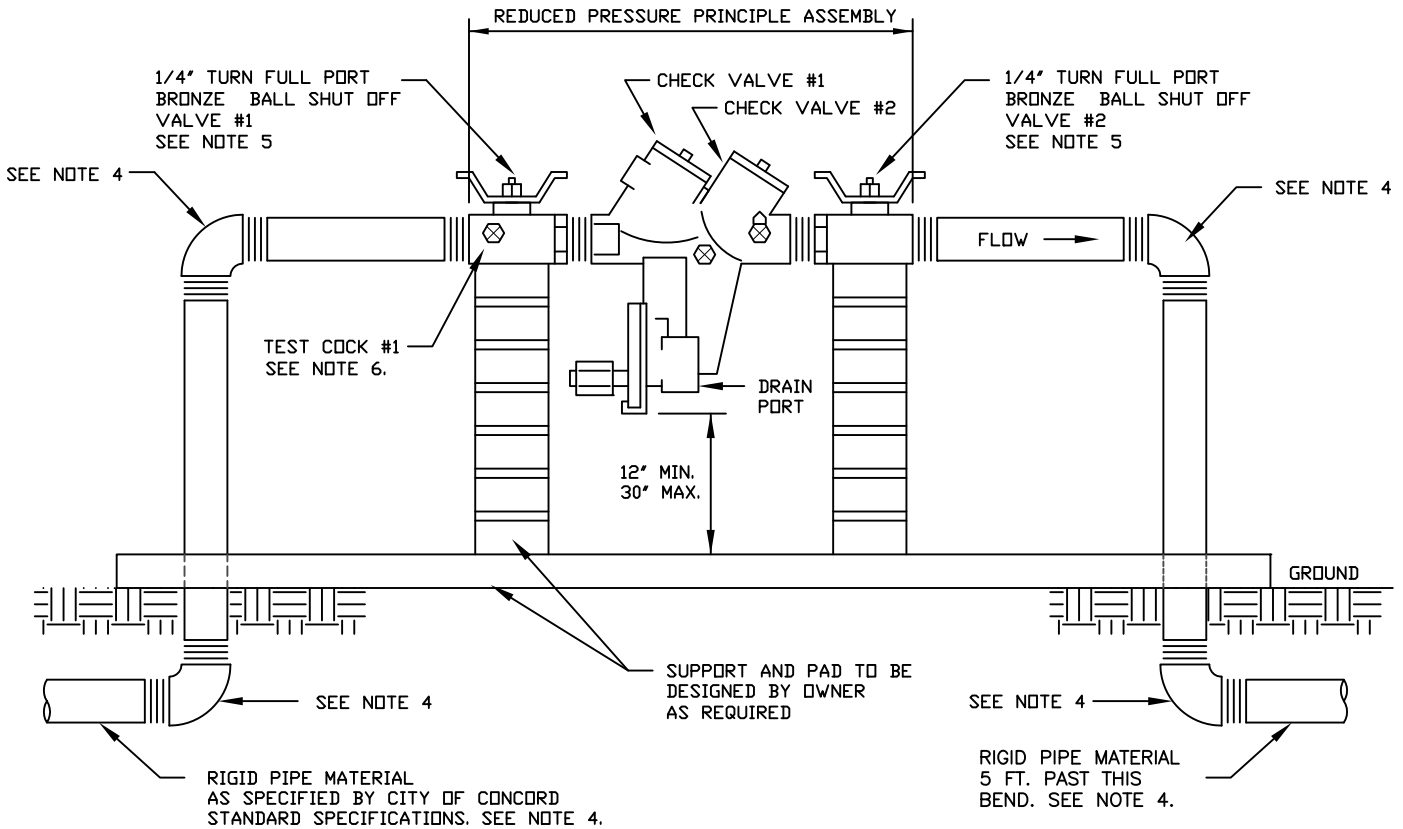 REDUCED PRESSURE PRINCIPLE ASSEMBLY
1/4" TURN FULL PORT
BRONZE BALL SHUT OFF
VALVE #1
SEE NOTE 5
CHECK VALVE #1
CHECK VALVE #2
1/4" TURN FULL PORT
BRONZE BALL SHUT OFF
VALVE #2
SEE NOTE 5
SEE NOTE 4
SEE NOTE 4
FLOW
TEST COCK #1
SEE NOTE 6.
DRAIN
PORT
12" MIN.
30" MAX.
GROUND
SUPPORT AND PAD TO BE
DESIGNED BY OWNER
AS REQUIRED
SEE NOTE 4
SEE NOTE 4
RIGID PIPE MATERIAL
AS SPECIFIED BY CITY OF CONCORD
STANDARD SPECIFICATIONS. SEE NOTE 4.
RIGID PIPE MATERIAL
5 FT. PAST THIS
BEND. SEE NOTE 4.